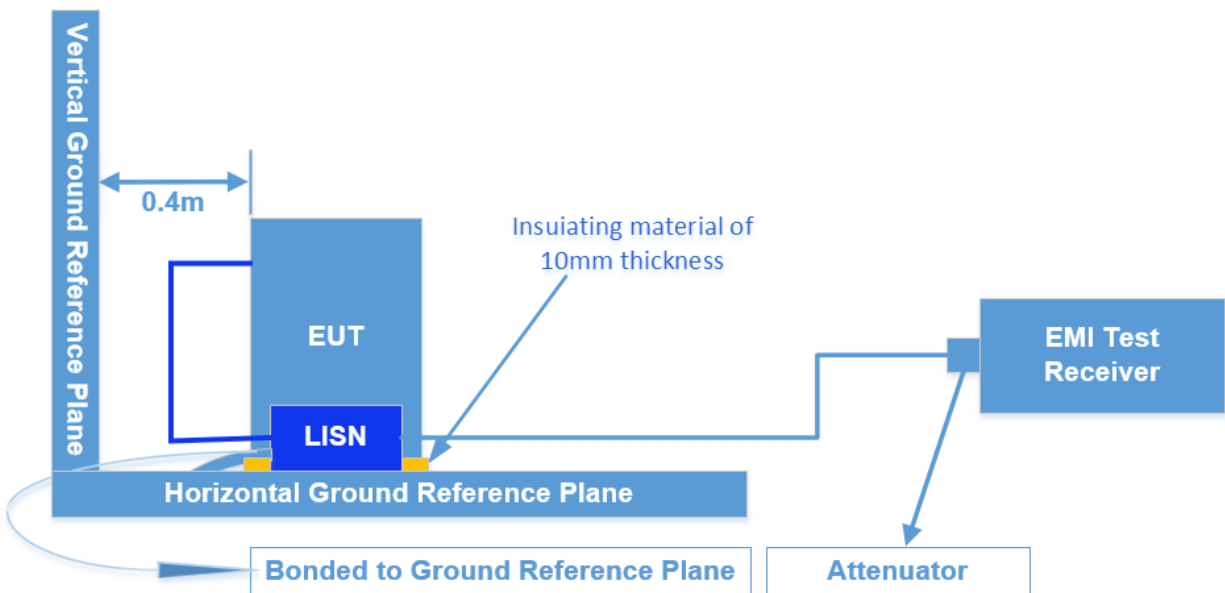 Vertical Ground Reference Plane
0.4m
Insuiating material of
10mm thickness
EUT
EMI Test
Receiver
LISN
Horizontal Ground Reference Plane
Bonded to Ground Reference Plane
Attenuator